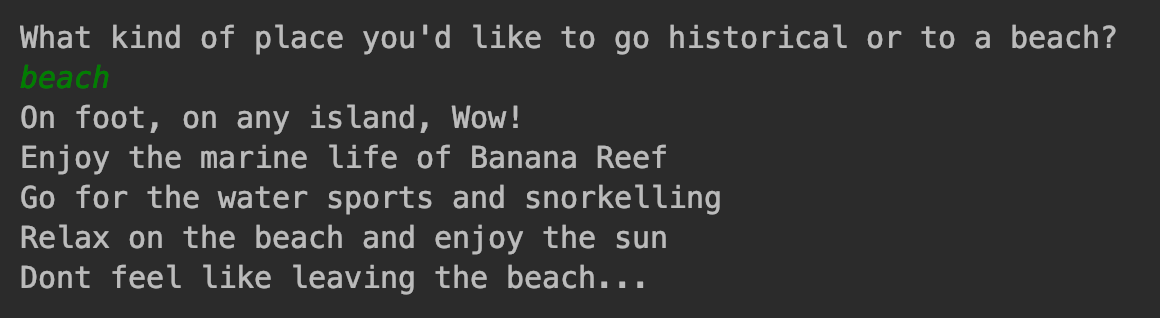 What kind of place you'd like to go historical or to a beach?
beach
On foot, on any island, Wow!
Enjoy the marine life of Banana Reef
Go for the water sports and snorkelling
Relax on the beach and enjoy the sun
Dont feel like leaving the beach...